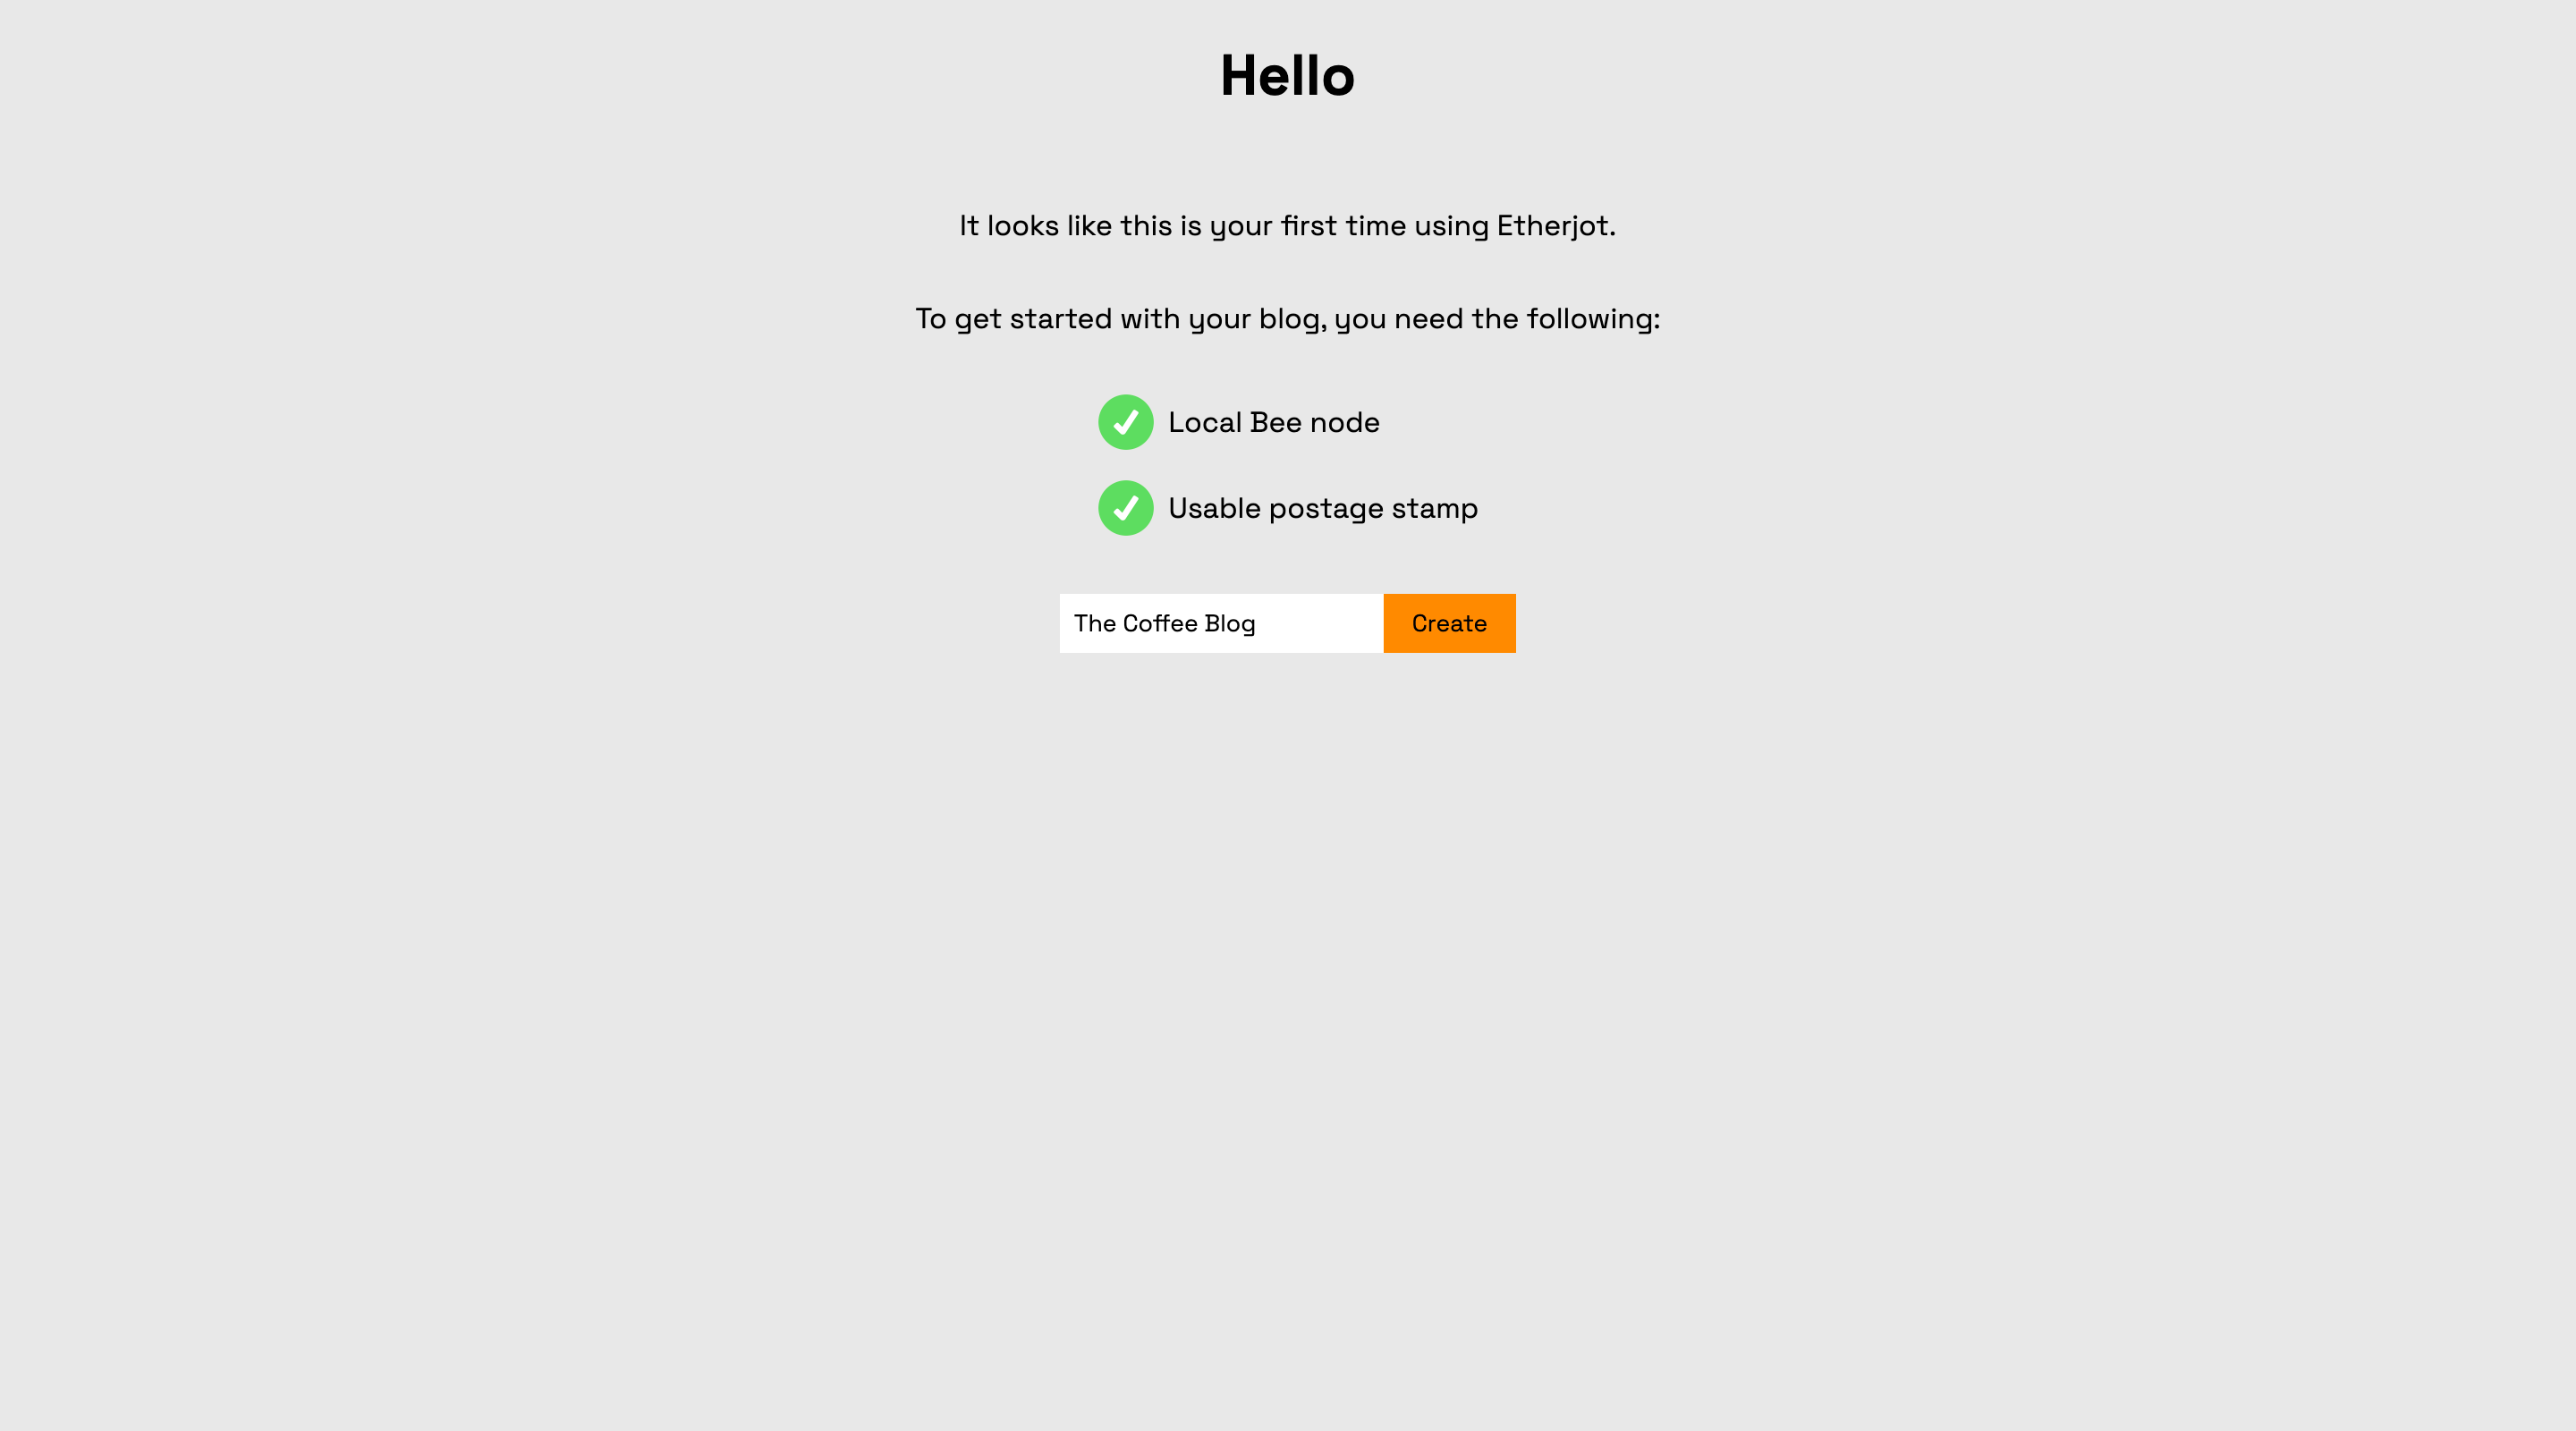 Hello
It looks like this is your first time using Etherjot.
To get started with your blog, you need the following:
Local Bee node
Usable postage stamp
The Coffee Blog
Create